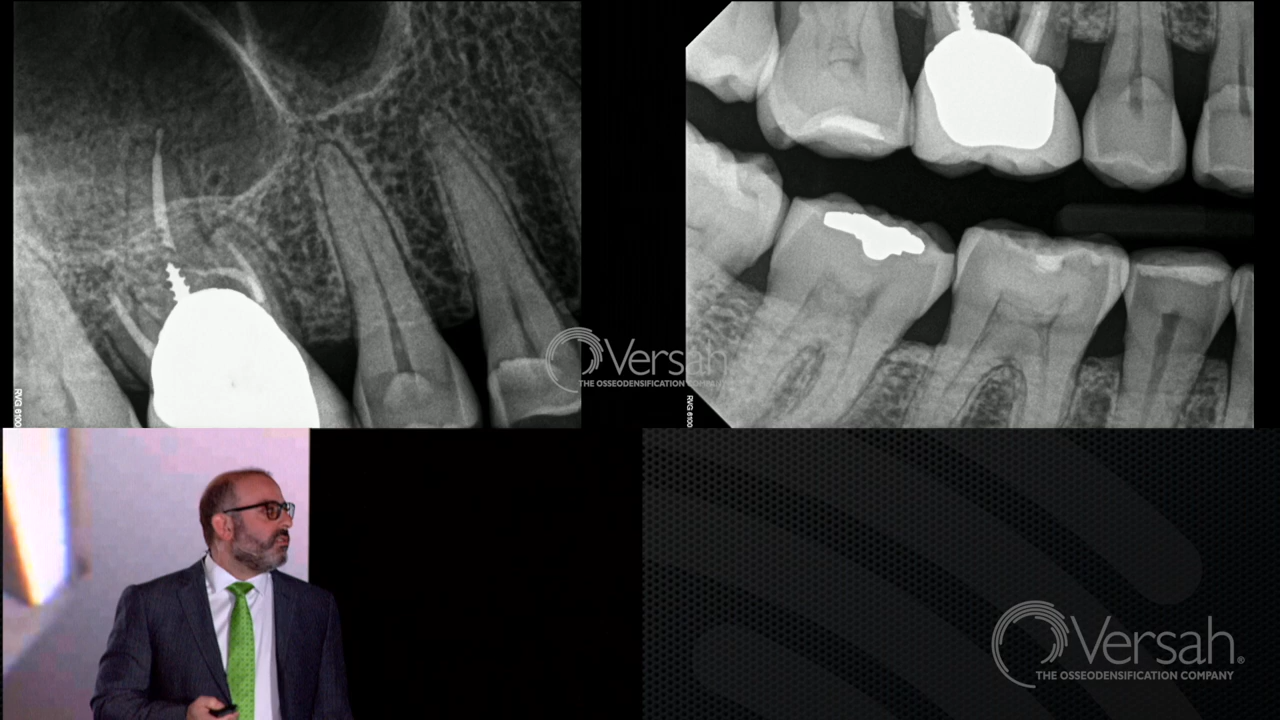 RVG 6100
RVG 6100
Versah
THE OSSEODENSIFICATION COMPANY
Versah®
THE OSSEODENSIFICATION COMPANY